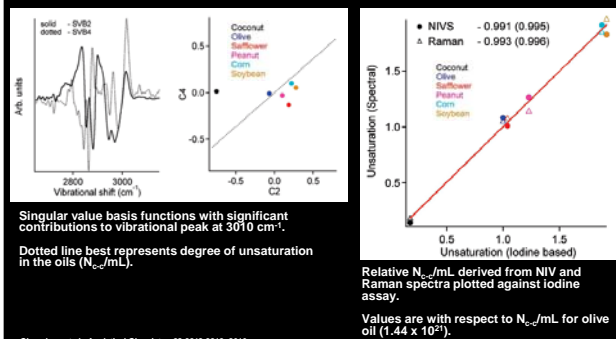 solid - SVB2
dotted - SVB4
Arb. units
2800
3000
Vibrational shift (cm-1)
Coconut
Olive
Safflower
Peanut
Corn
Soybean
0.5
0.0
-0.5
C4
-0.5
0.0
0.5
C2
Singular value basis functions with significant
contributions to vibrational peak at 3010 cm-1.
Dotted line best represents degree of unsaturation
in the oils (Nc-c/mL).
NIVS - 0.991 (0.995)
Raman - 0.993 (0.996)
Coconut
Olive
Safflower
Peanut
Corn
Soybean
1.5
1.0
0.5
Unsaturation (Spectral)
0.5
1.0
1.5
Unsaturation (Iodine based)
Relative Nc-c/mL derived from NIV and
Raman spectra plotted against iodine
assay.
Values are with respect to Nc-c/mL for olive
oil (1.44 x 1021).